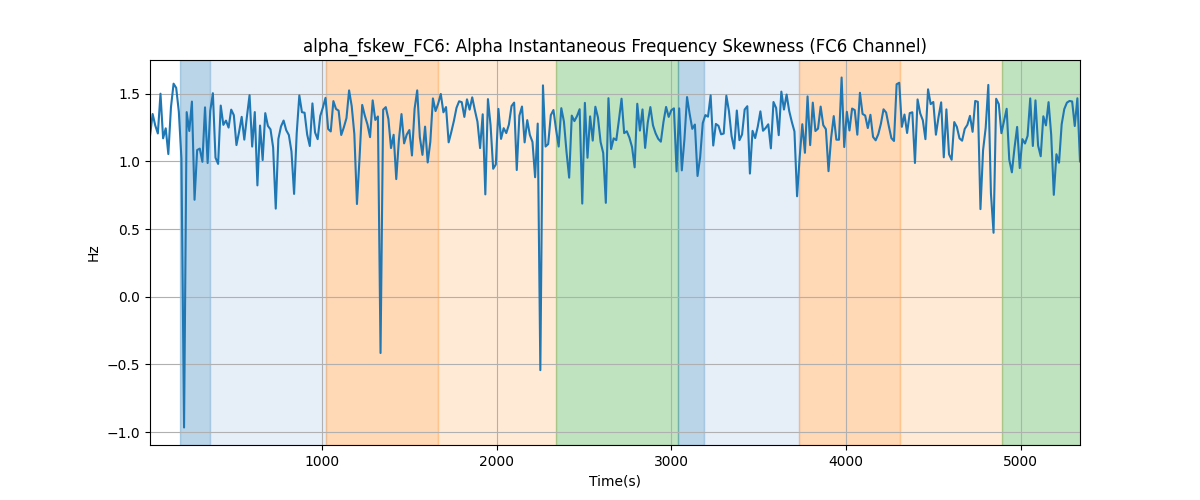 alpha_fskew_FC6: Alpha Instantaneous Frequency Skewness (FC6 Channel)
1.5
1.0
0.5
0.0
−0.5
−1.0
Hz
1000 2000 3000 4000 5000
Time(s)